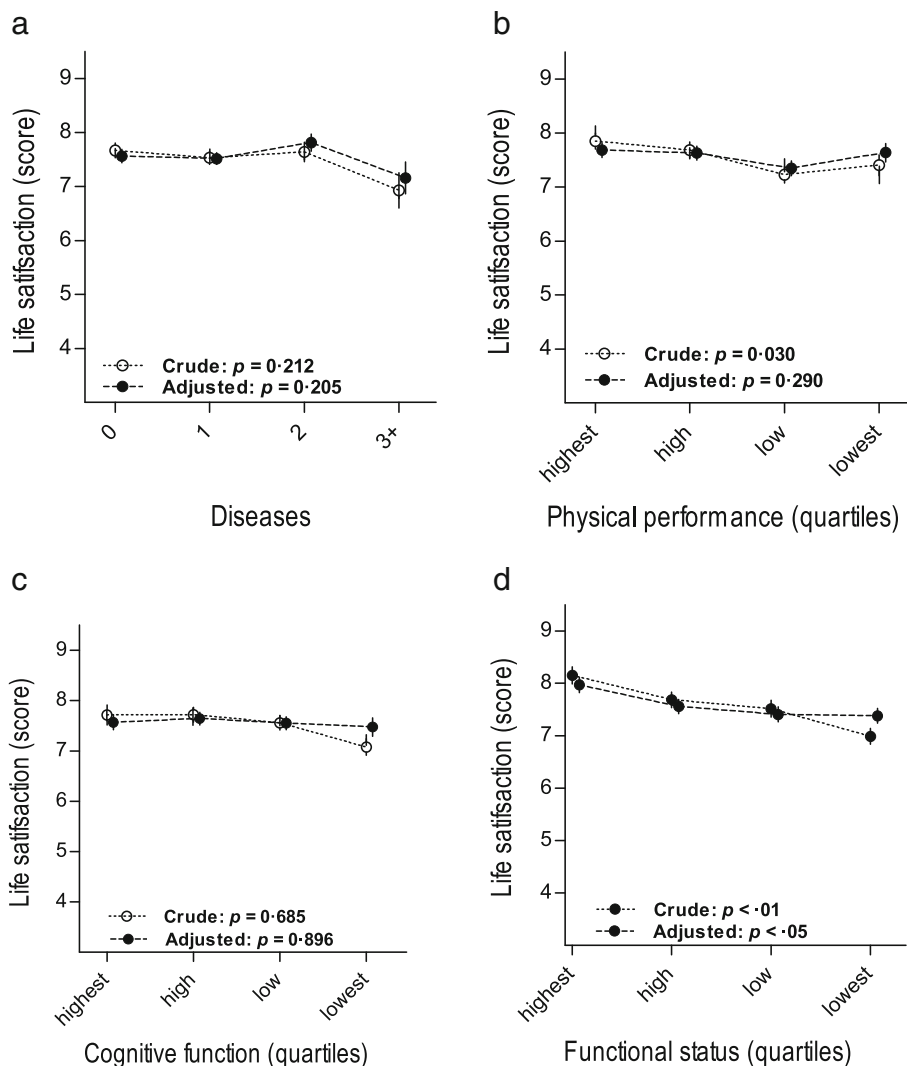 a
Life satifsaction (score)
9
8
7
6
5
4
Crude: p = 0·212
Adjusted: p = 0·205
0
1
2
3+
Diseases
b
Life satifsaction (score)
9
8
7
6
5
4
Crude: p = 0·030
Adjusted: p = 0·290
highest
high
low
lowest
Physical performance (quartiles)
c
Life satifsaction (score)
9
8
7
6
5
4
Crude: p = 0·685
Adjusted: p = 0·896
highest
high
low
lowest
Cognitive function (quartiles)
d
Life satifsaction (score)
9
8
7
6
5
4
Crude: p < ·01
Adjusted: p < ·05
highest
high
low
lowest
Functional status (quartiles)